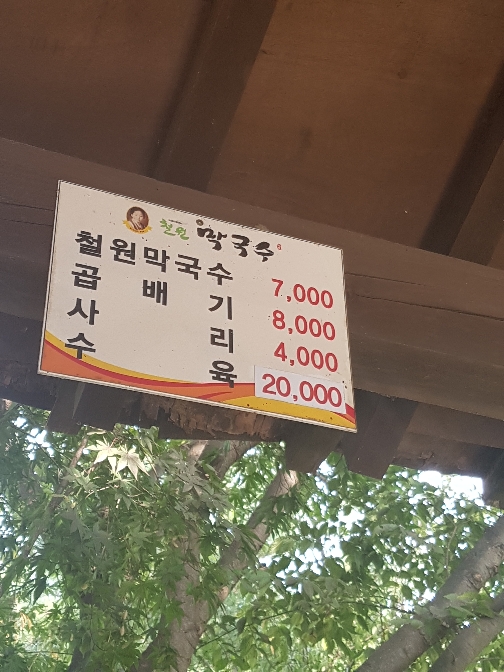 철원 막국수
철원막국수 7,000
곱배기 8,000
사리 4,000
수육 20,000